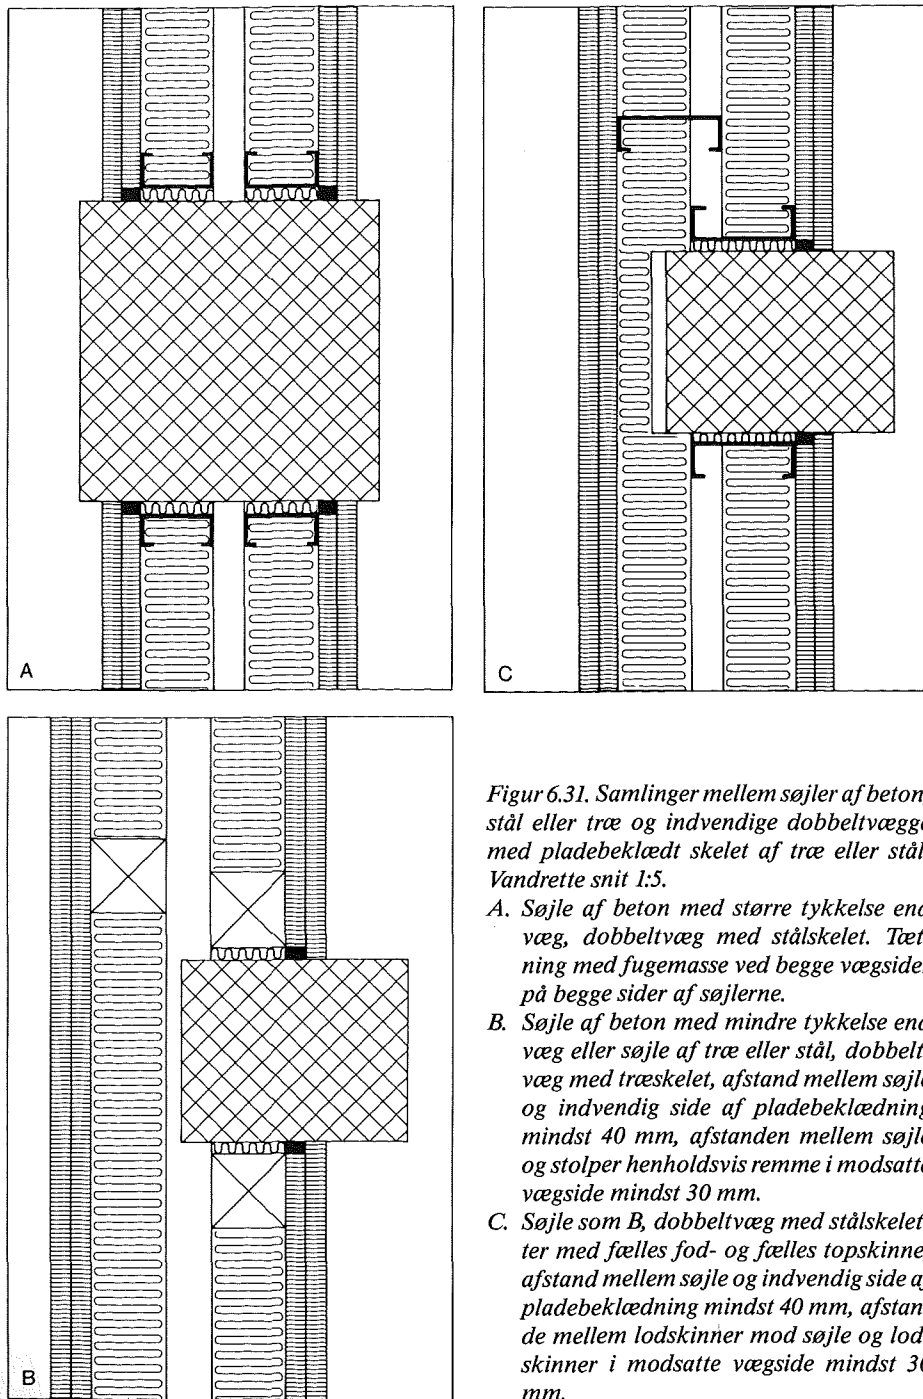 A
C
B
Figur 6.31. Samlinger mellem søjler af beton,
stål eller træ og indvendige dobbeltvægge
med pladebeklædt skelet af træ eller stål.
Vandrette snit 1:5.
A. Søjle af beton med større tykkelse end
væg, dobbeltvæg med stålskelet. Tæt-
ning med fugemasse ved begge vægsider
på begge sider af søjlerne.
B. Søjle af beton med mindre tykkelse end
væg eller søjle af træ eller stål, dobbelt-
væg med træskelet, afstand mellem søjle
og indvendig side af pladebeklædning
mindst 40 mm, afstanden mellem søjle
og stolper henholdsvis remme i modsatte
vægside mindst 30 mm.
C. Søjle som B, dobbeltvæg med stålskelet-
ter med fælles fod- og fælles topskinne,
afstand mellem søjle og indvendig side af
pladebeklædning mindst 40 mm, afstan-
de mellem lodskinner mod søjle og lod-
skinner i modsatte vægside mindst 30
mm.